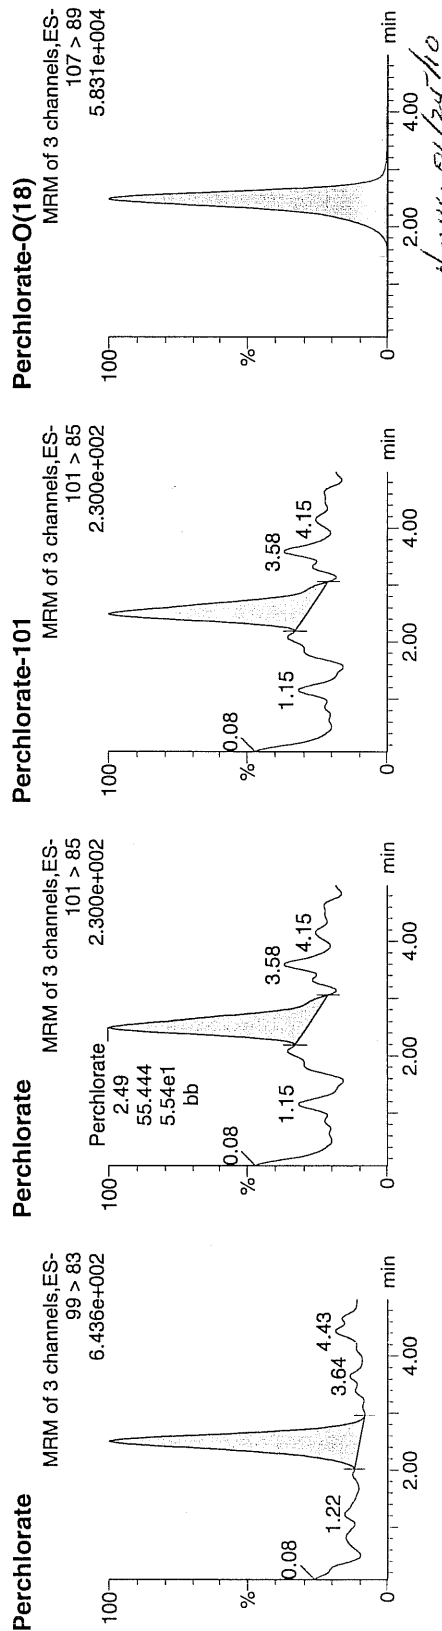 Perchlorate
MRM of 3 channels,ES-
99 > 83
6.436e+002
100
%
0
0.08
1.22
3.64
4.43
2.00
4.00
min
Perchlorate
MRM of 3 channels,ES-
101 > 85
2.300e+002
Perchlorate
2.49
55.444
5.54e1
bb
100
%
0
0.08
1.15
3.58
4.15
2.00
4.00
min
Perchlorate-101
MRM of 3 channels,ES-
101 > 85
2.300e+002
100
%
0
0.08
1.15
3.58
4.15
2.00
4.00
min
Perchlorate-O(18)
MRM of 3 channels,ES-
107 > 89
5.831e+004
100
%
0
2.00
4.00
min